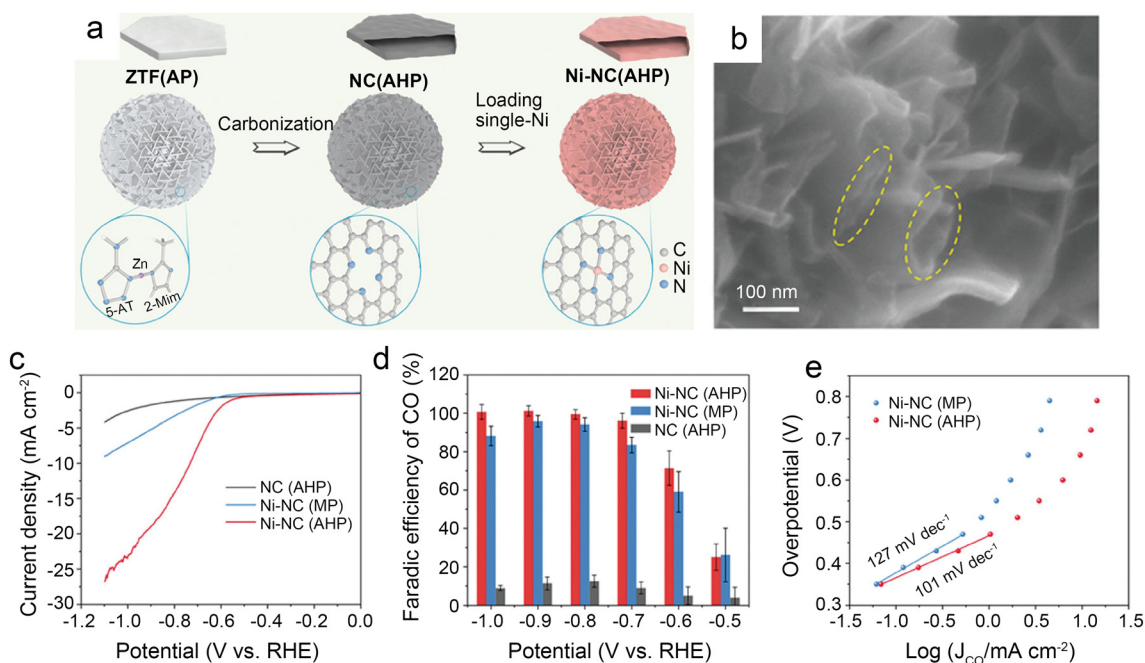 a
ZTF(AP)
NC(AHP)
Ni-NC(AHP)
Carbonization
Loading
single-Ni
Zn
5-AT
2-Mim
C
Ni
N
b
100 nm
c
Current density (mA cm-2)
0
-5
-10
-15
-20
-25
-30
NC (AHP)
Ni-NC (MP)
Ni-NC (AHP)
-1.2 -1.0 -0.8 -0.6 -0.4 -0.2 0.0
Potential (V vs. RHE)
d
Faradic efficiency of CO (%)
120
100
80
60
40
20
0
Ni-NC (AHP)
Ni-NC (MP)
NC (AHP)
-1.0 -0.9 -0.8 -0.7 -0.6 -0.5
Potential (V vs. RHE)
e
Overpotential (V)
0.9
0.8
0.6
0.5
0.3
Ni-NC (MP)
Ni-NC (AHP)
127 mV dec-1
101 mV dec-1
-1.5 -1.0 -0.5 0.0 0.5 1.0 1.5
Log (JCO/mA cm-2)